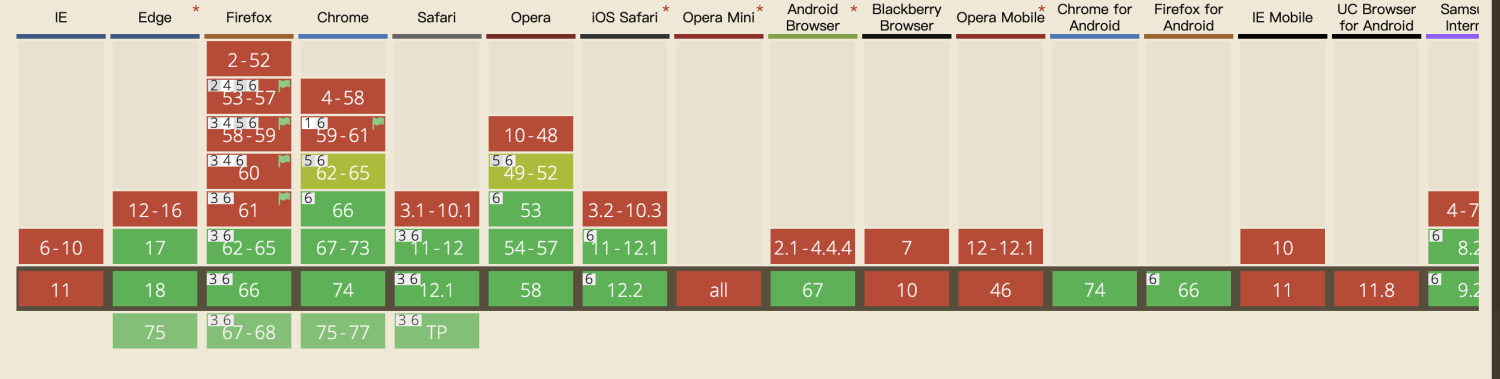 IE Edge * Firefox Chrome Safari Opera iOS Safari * Opera Mini * Android Browser * Blackberry Browser Opera Mobile * Chrome for Android Firefox for Android IE Mobile UC Browser for Android
2-52
2 4 5 6 53-57 4-58
3 4 5 6 58-59 1 6 59-61 10-48
3 4 6 60 5 6 62-65 5 6 49-52
12-16 3 6 61 6 66 3.1-10.1 6 53 3.2-10.3 4-7
6-10 17 3 6 62-65 67-73 3 6 11-12 54-57 6 11-12.1 2.1-4.4.4 7 12-12.1 10 6 8.2
11 18 3 6 66 74 3 6 12.1 58 6 12.2 all 67 10 46 74 6 66 11 11.8 6 9.2
75 3 6 67-68 75-77 3 6 TP